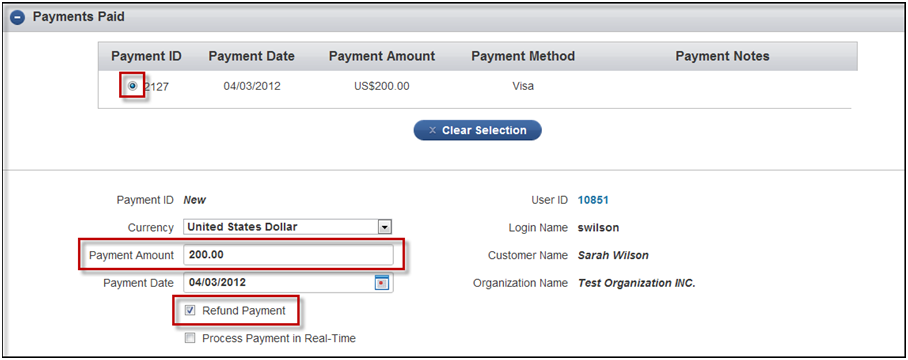 Payments Paid
Payment ID Payment Date Payment Amount Payment Method Payment Notes
2127 04/03/2012 US$200.00 Visa
x Clear Selection
Payment ID New User ID 10851
Currency United States Dollar Login Name swilson
Payment Amount 200.00 Customer Name Sarah Wilson
Payment Date 04/03/2012 Organization Name Test Organization INC.
Refund Payment
Process Payment in Real-Time